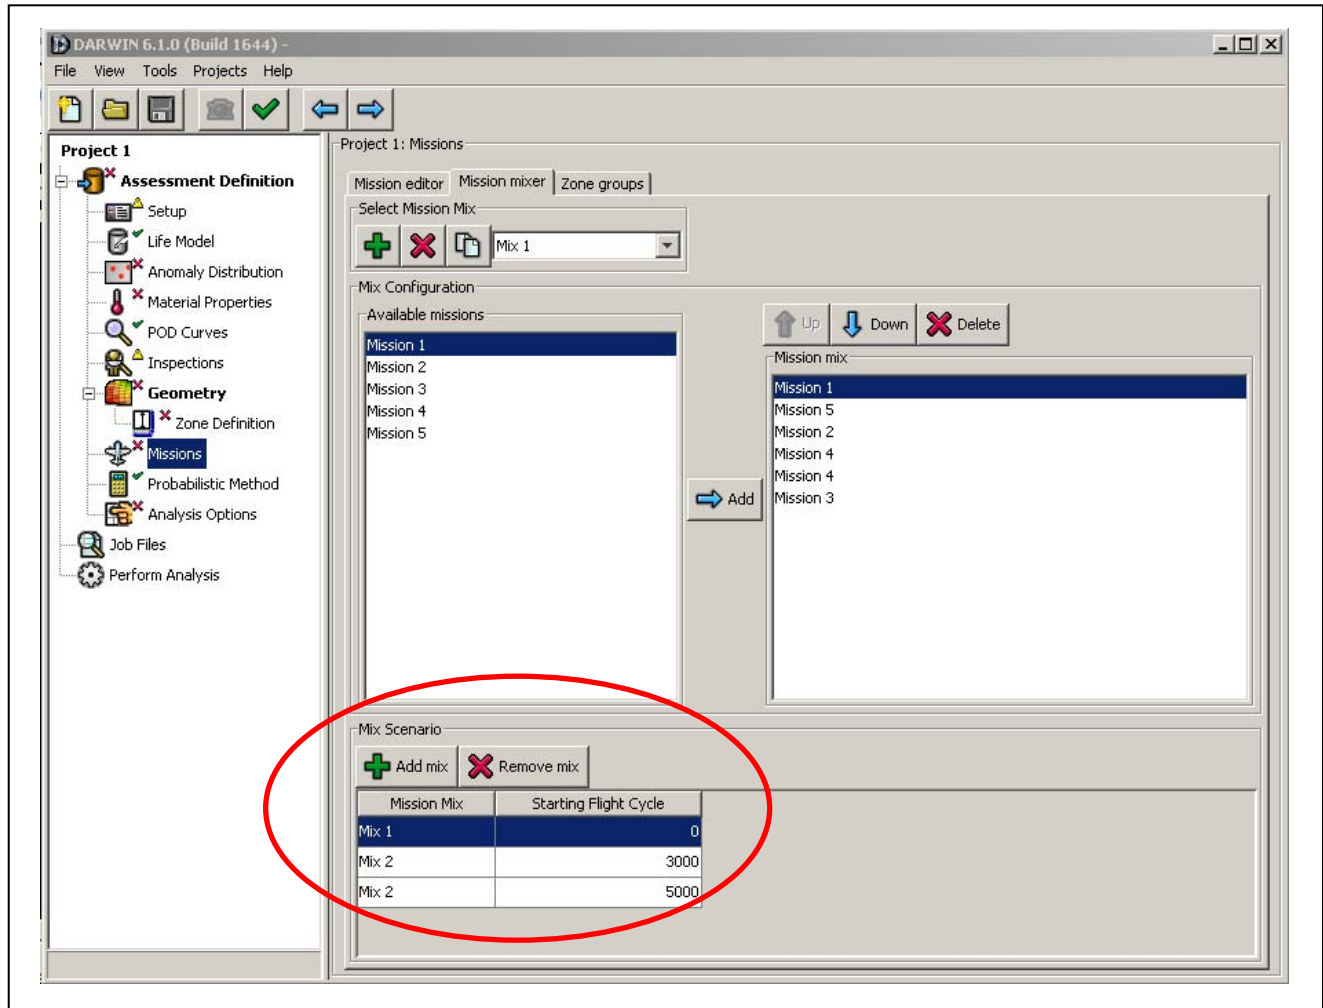 DARWIN 6.1.0 (Build 1644) -
File View Tools Projects Help
Project 1
Assessment Definition
Setup
Life Model
Anomaly Distribution
Material Properties
POD Curves
Inspections
Geometry
Zone Definition
Missions
Probabilistic Method
Analysis Options
Job Files
Perform Analysis
Project 1: Missions
Mission editor Mission mixer Zone groups
Select Mission Mix
Mix 1
Mix Configuration
Available missions
Mission 1
Mission 2
Mission 3
Mission 4
Mission 5
Add
Up Down Delete
Mission mix
Mission 1
Mission 5
Mission 2
Mission 4
Mission 4
Mission 3
Mix Scenario
Add mix Remove mix
Mission Mix Starting Flight Cycle
Mix 1 0
Mix 2 3000
Mix 2 5000